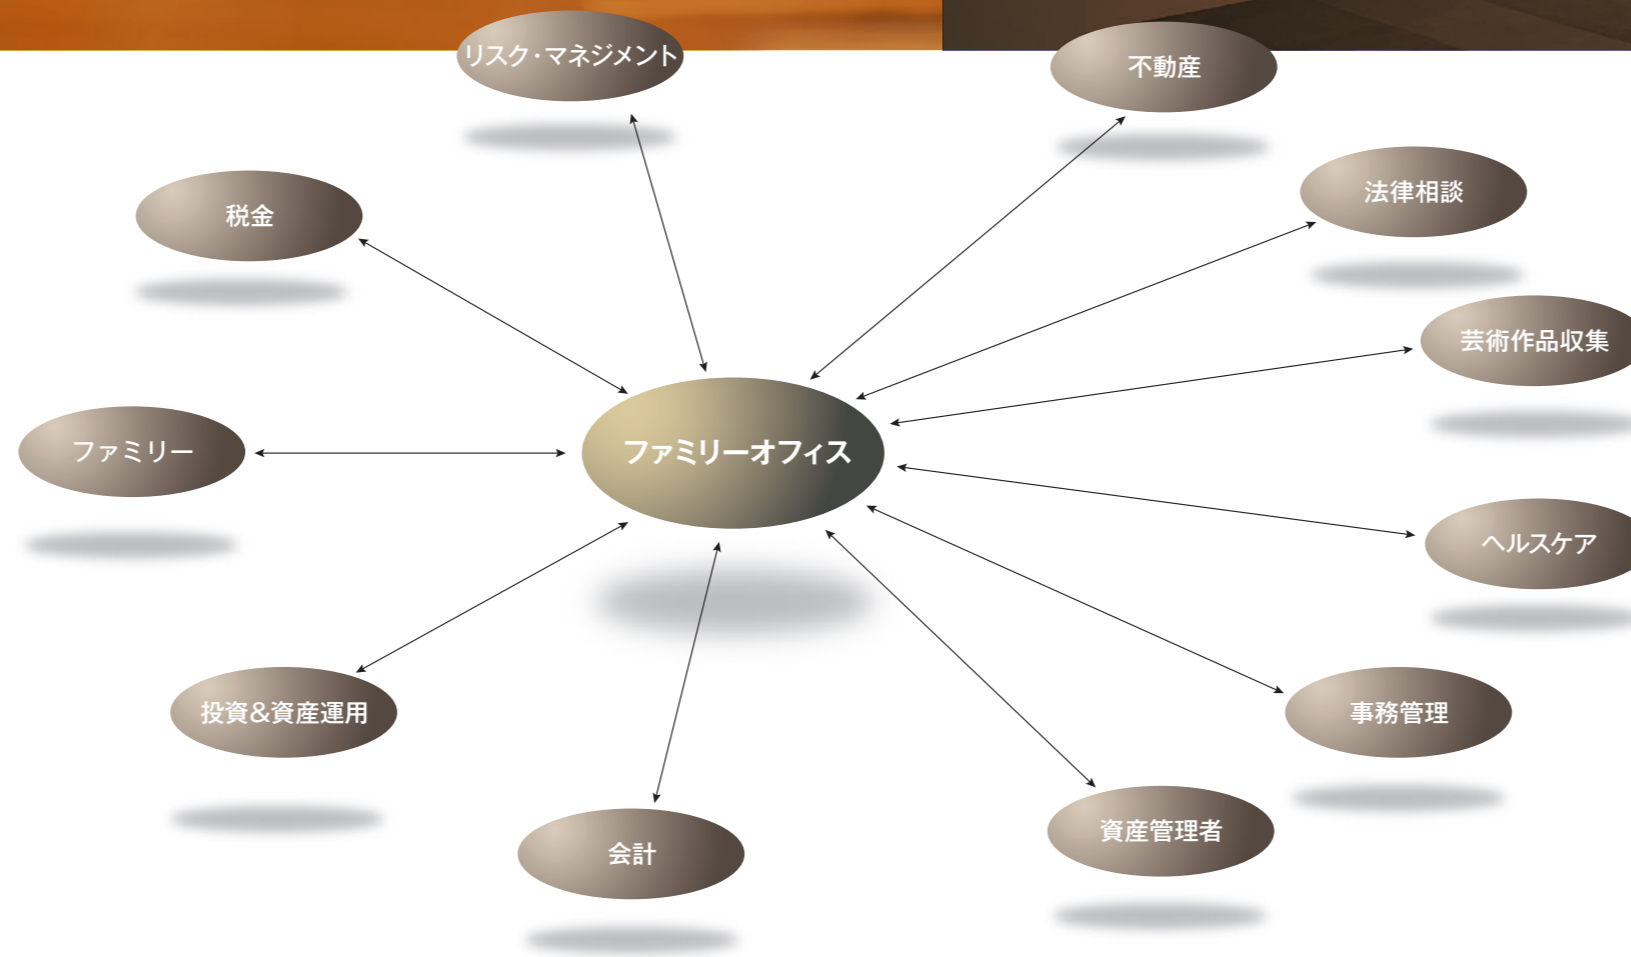 リスク・マネジメント
不動産
税金
法律相談
芸術作品収集
ファミリー
ファミリーオフィス
ヘルスケア
投資&資産運用
事務管理
会計
資産管理者